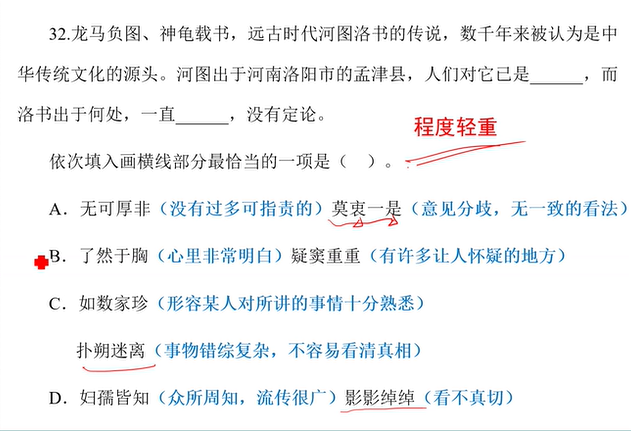 32.龙马负图、神龟载书，远古时代河图洛书的传说，数千年来被认为是中
华传统文化的源头。河图出于河南洛阳市的孟津县，人们对它已是______，而
洛书出于何处，一直______，没有定论。
程度轻重
依次填入画横线部分最恰当的一项是（ ）。
A．无可厚非（没有过多可指责的）莫衷一是（意见分歧，无一致的看法）
B．了然于胸（心里非常明白）疑窦重重（有许多让人怀疑的地方）
C．如数家珍（形容某人对所讲的事情十分熟悉）
扑朔迷离（事物错综复杂，不容易看清真相）
D．妇孺皆知（众所周知，流传很广）影影绰绰（看不真切）